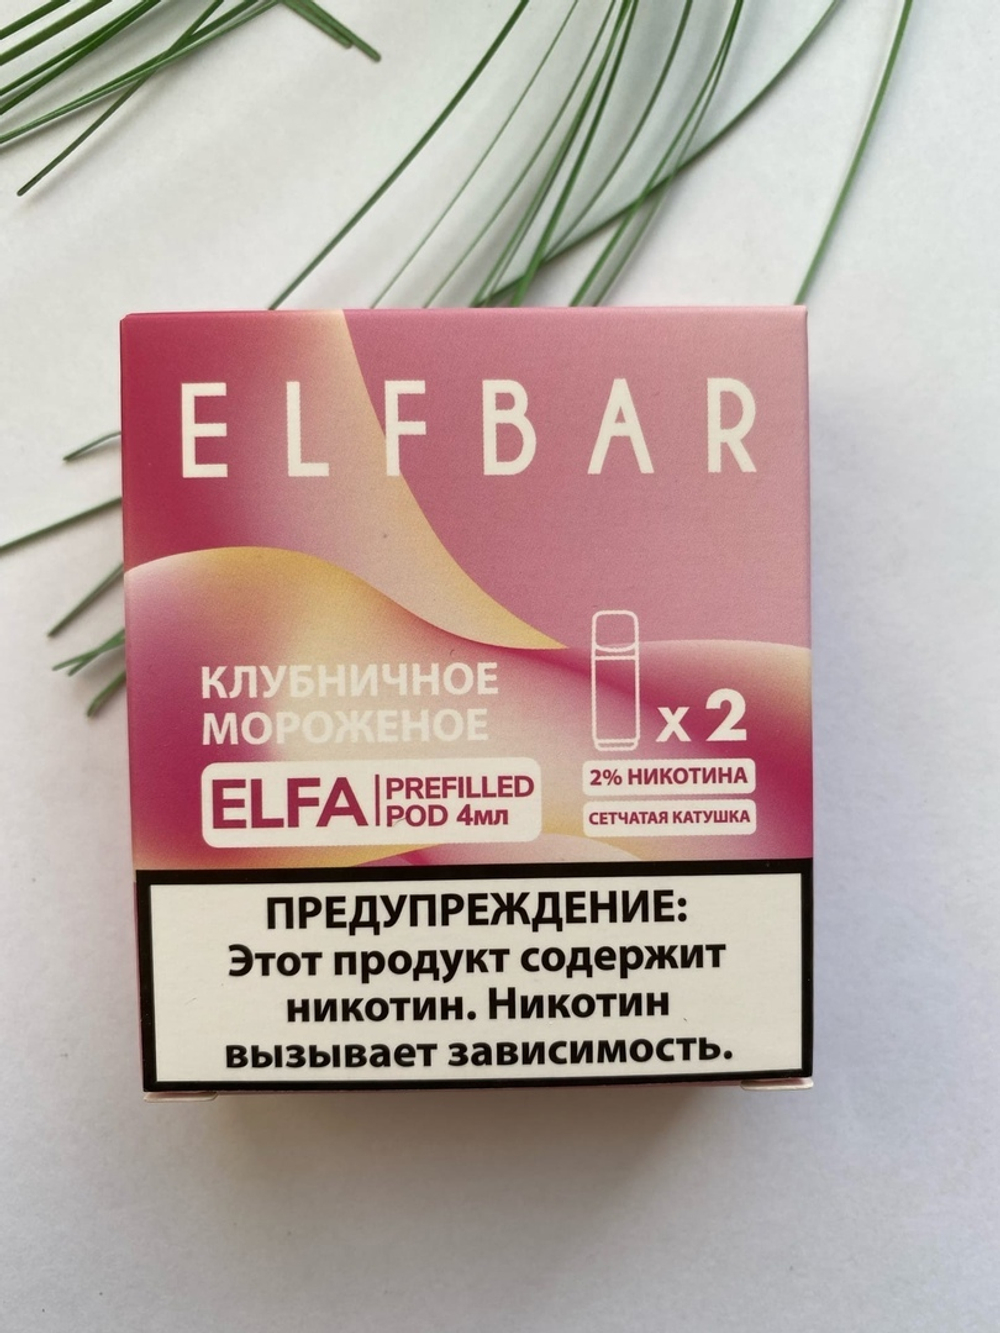 ELFBAR
КЛУБНИЧНОЕ
МОРОЖЕНОЕ
x 2
ELFA PREFILLED
POD 4мл
2% НИКОТИНА
СЕТЧАТАЯ КАТУШКА
ПРЕДУПРЕЖДЕНИЕ:
Этот продукт содержит
никотин. Никотин
вызывает зависимость.